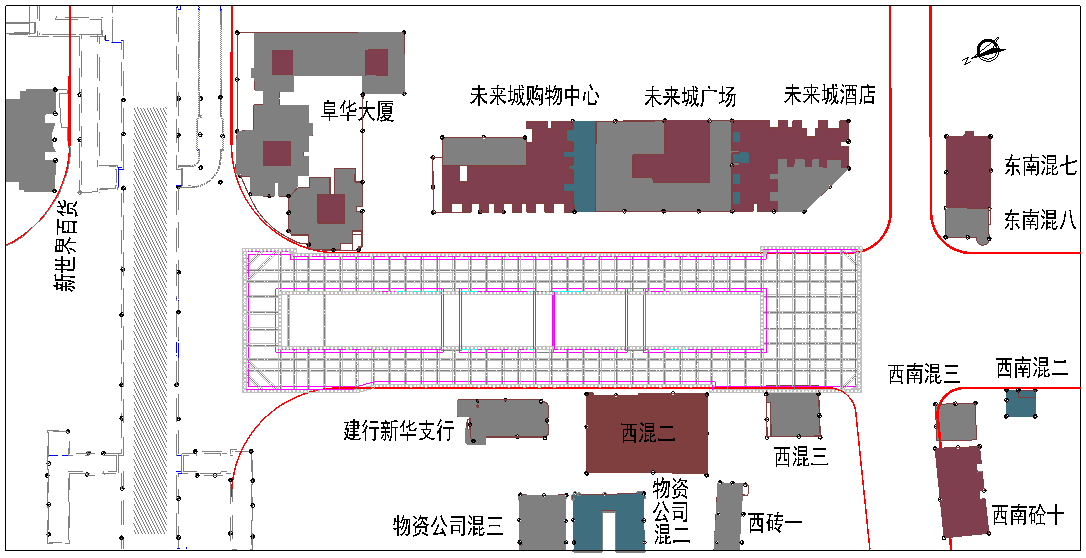 未来城购物中心
未来城广场
未来城酒店
阜华大厦
东南混七
东南混八
新世界百货
西南混三
西南混二
建行新华支行
西混二
西混三
物资公司混三
物资
公司
混二
西砖一
西南砼十
N